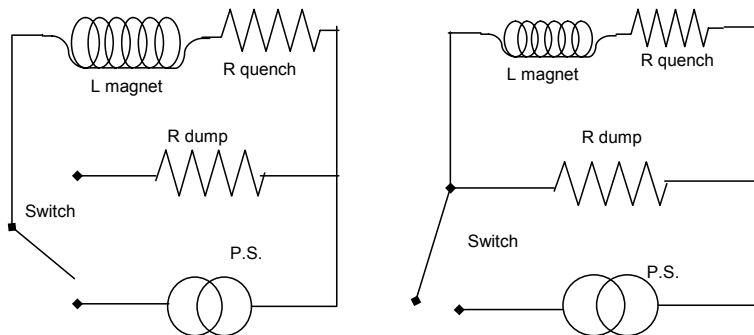 L magnet
R quench
R dump
Switch
P.S.
L magnet
R quench
R dump
Switch
P.S.